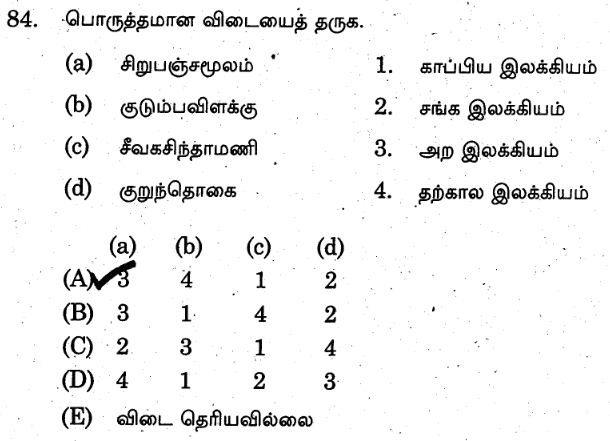 84. பொருத்தமான விடையைத் தருக.
(a) சிறுபஞ்சமூலம் 1. காப்பிய இலக்கியம்
(b) குடும்பவிளக்கு 2. சங்க இலக்கியம்
(c) சீவகசிந்தாமணி 3. அற இலக்கியம்
(d) குறுந்தொகை 4. தற்கால இலக்கியம்
(a) (b) (c) (d)
(A) 3 4 1 2
(B) 3 1 4 2
(C) 2 3 1 4
(D) 4 1 2 3
(E) விடை தெரியவில்லை